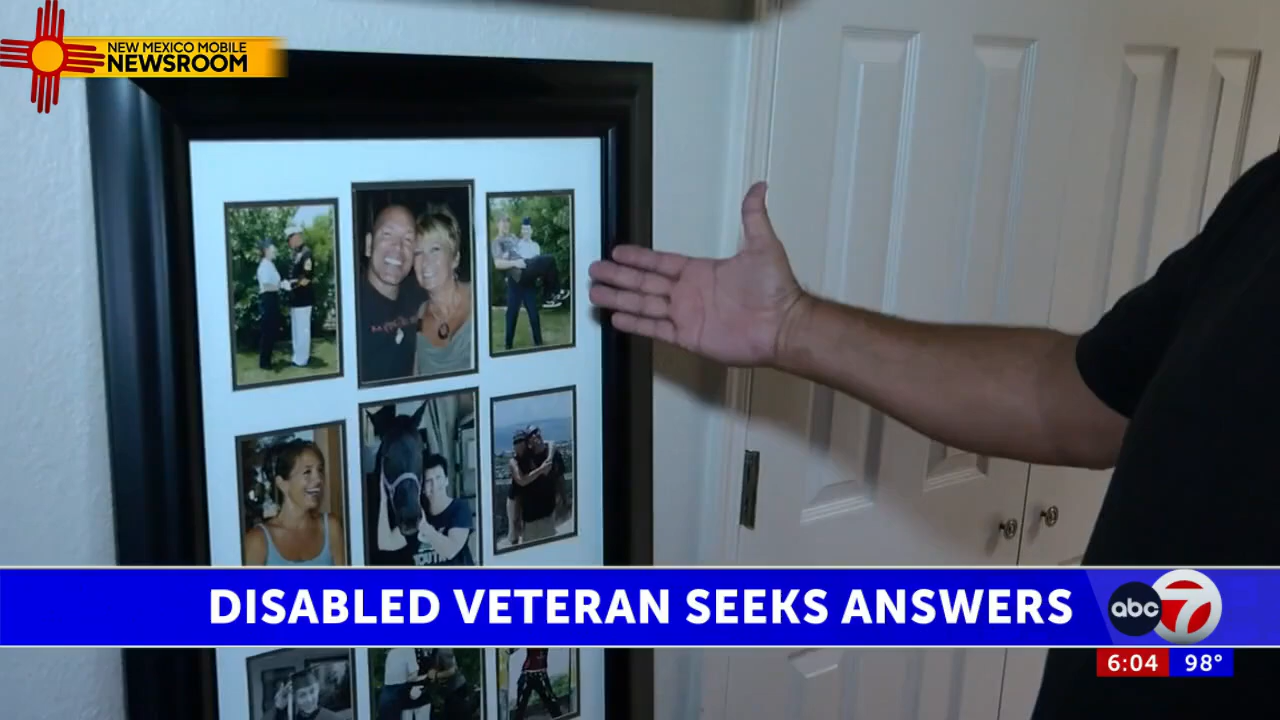 NEW MEXICO MOBILE
NEWSROOM
DISABLED VETERAN SEEKS ANSWERS
abc 7
6:04 98°